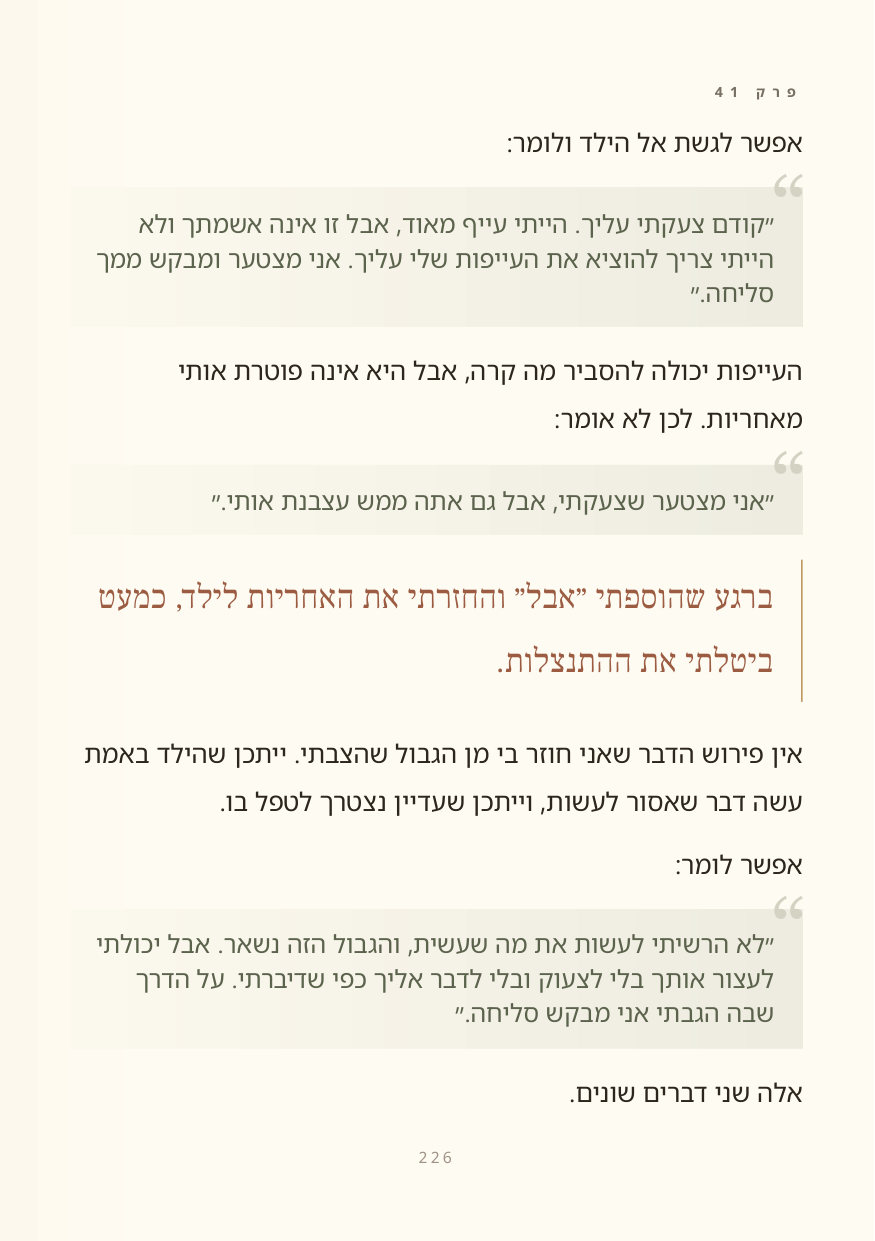 פרק 41
אפשר לגשת אל הילד ולומר:
“
״קודם צעקתי עליך. הייתי עייף מאוד, אבל זו אינה אשמתך ולא
הייתי צריך להוציא את העייפות שלי עליך. אני מצטער ומבקש ממך
סליחה.״
העייפות יכולה להסביר מה קרה, אבל היא אינה פוטרת אותי
מאחריות. לכן לא אומר:
“
״אני מצטער שצעקתי, אבל גם אתה ממש עצבנת אותי.״
ברגע שהוספתי ״אבל״ והחזרתי את האחריות לילד, כמעט
ביטלתי את ההתנצלות.
אין פירוש הדבר שאני חוזר בי מן הגבול שהצבתי. ייתכן שהילד באמת
עשה דבר שאסור לעשות, וייתכן שעדיין נצטרך לטפל בו.
אפשר לומר:
“
״לא הרשיתי לעשות את מה שעשית, והגבול הזה נשאר. אבל יכולתי
לעצור אותך בלי לצעוק ובלי לדבר אליך כפי שדיברתי. על הדרך
שבה הגבתי אני מבקש סליחה.״
אלה שני דברים שונים.
226